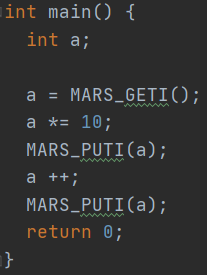 int main() {
int a;
a = MARS_GETI();
a *= 10;
MARS_PUTI(a);
a ++;
MARS_PUTI(a);
return 0;
}